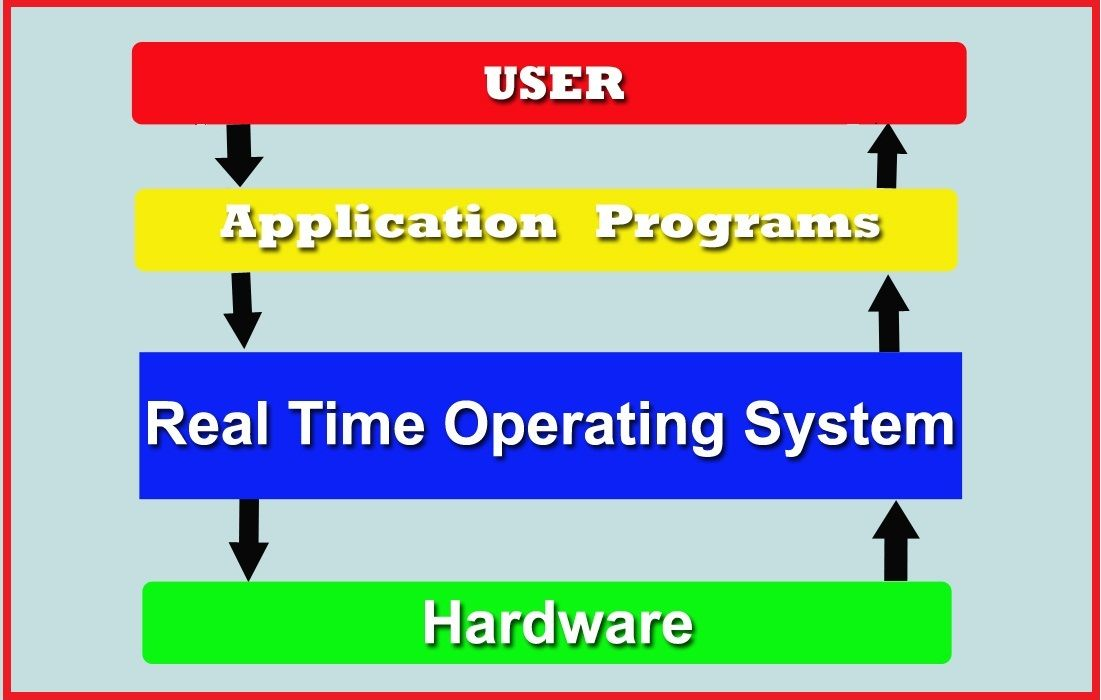 USER
Application Programs
Real Time Operating System
Hardware